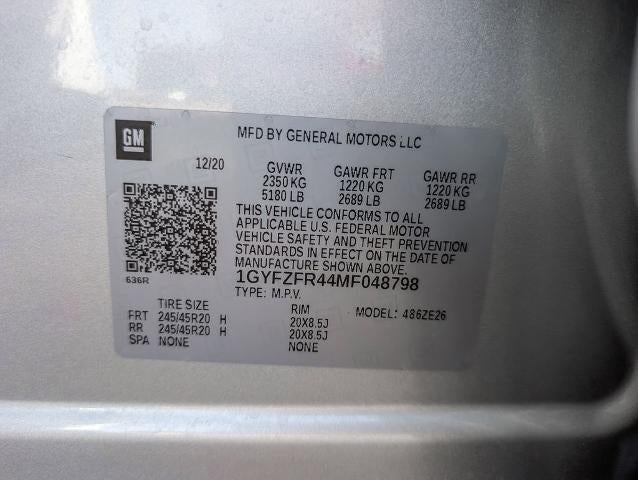 GM
MFD BY GENERAL MOTORS LLC
12/20
GVWR GAWR FRT GAWR RR
2350 KG 1220 KG 1220 KG
5180 LB 2689 LB 2689 LB
THIS VEHICLE CONFORMS TO ALL
APPLICABLE U.S. FEDERAL MOTOR
VEHICLE SAFETY AND THEFT PREVENTION
STANDARDS IN EFFECT ON THE DATE OF
MANUFACTURE SHOWN ABOVE.
636R
1GYFZFR44MF048798
TYPE: M.P.V.
TIRE SIZE RIM MODEL: 486ZE26
FRT 245/45R20 H 20X8.5J
RR 245/45R20 H 20X8.5J
SPA NONE NONE